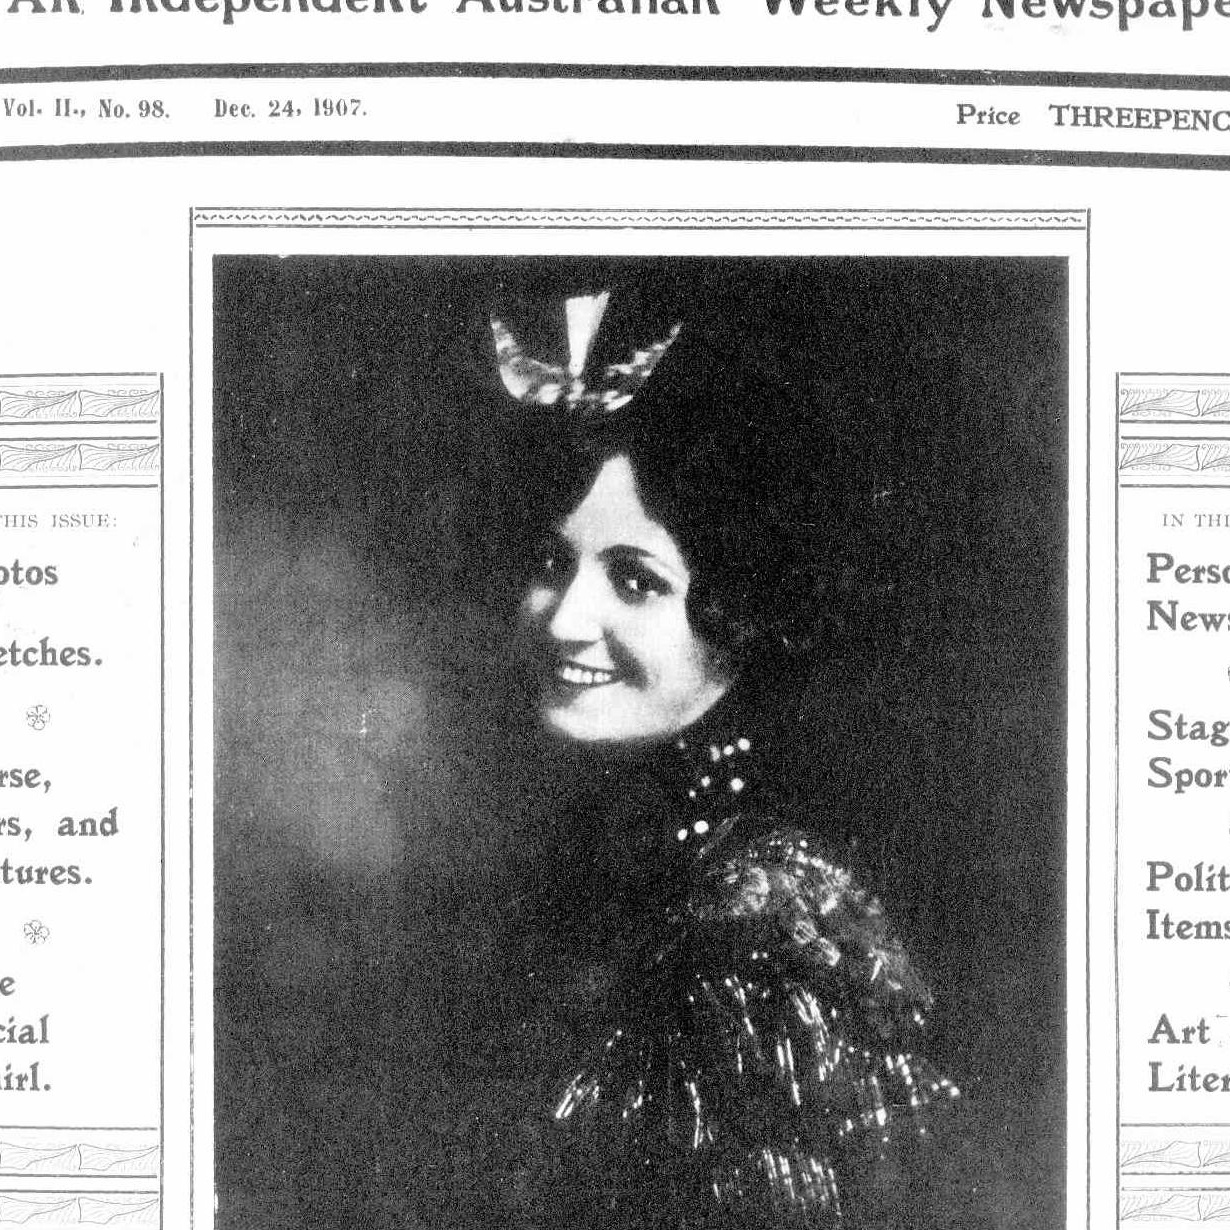 An Independent Australian Weekly Newspape
Vol. II., No. 98. Dec. 24, 1907. Price THREEPENC
THIS ISSUE:
otos
etches.
rse,
rs, and
tures.
e
cial
irl.
IN THI
Perso
News
Stag
Spor
Polit
Items
Art
Liter